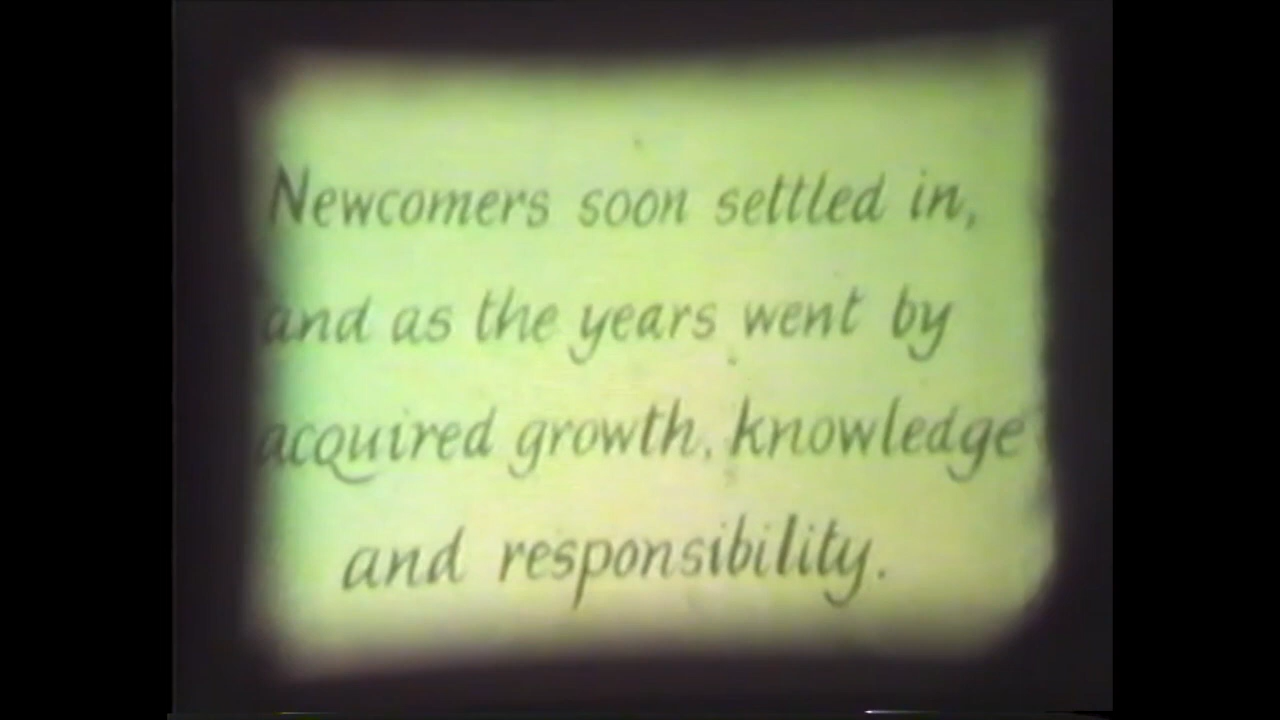 Newcomers soon settled in,
and as the years went by
acquired growth, knowledge
and responsibility.